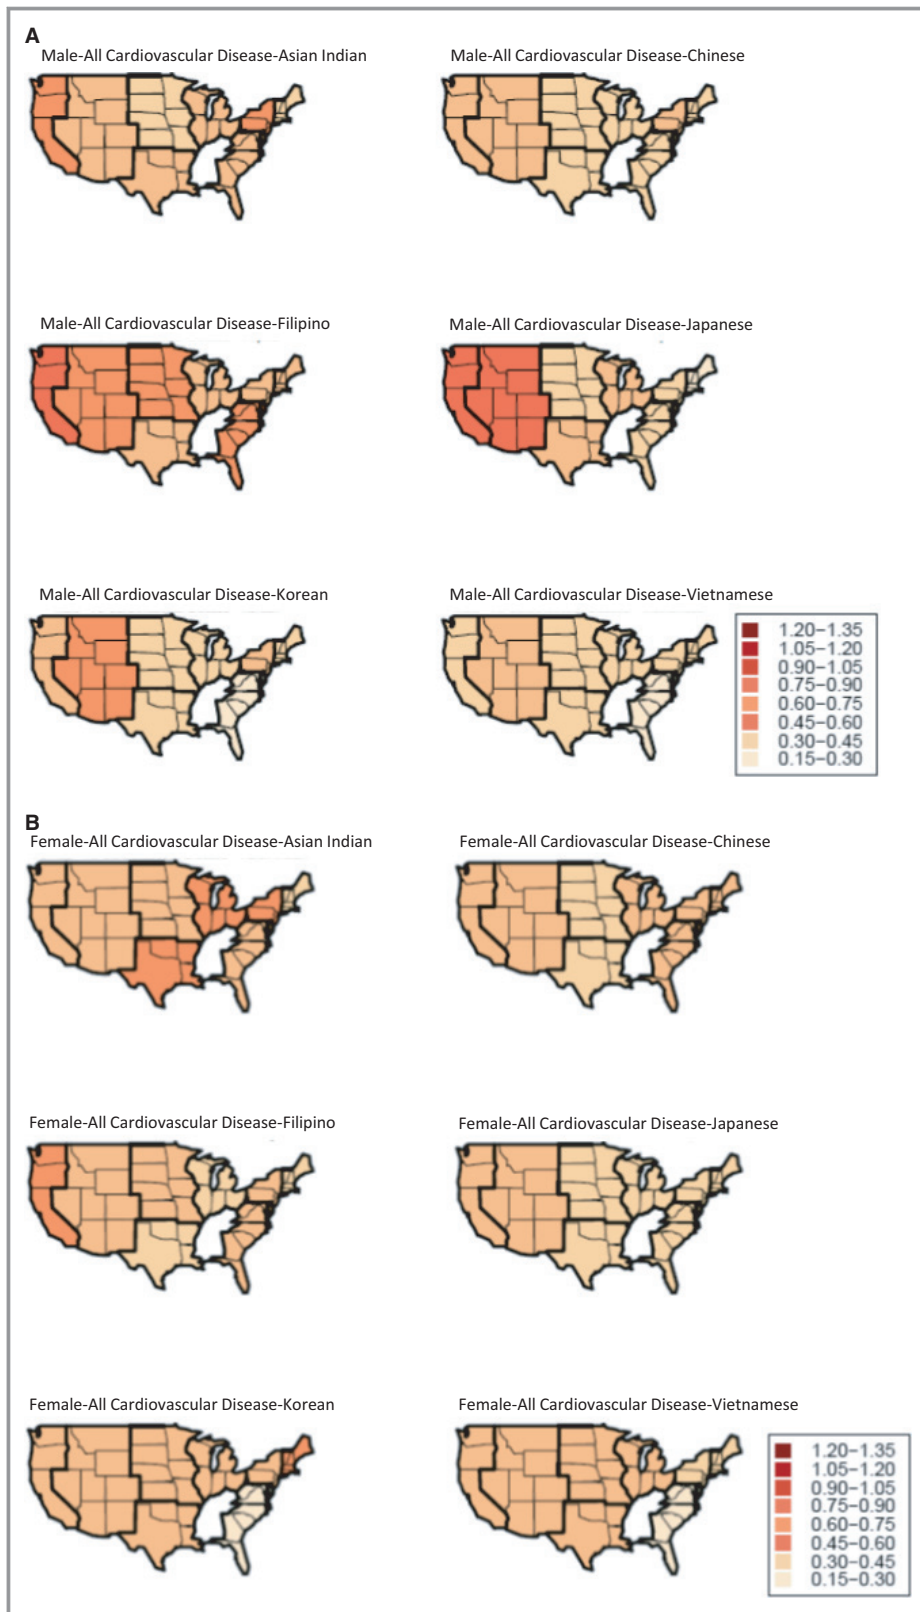 A
Male-All Cardiovascular Disease-Asian Indian
Male-All Cardiovascular Disease-Chinese
Male-All Cardiovascular Disease-Filipino
Male-All Cardiovascular Disease-Japanese
Male-All Cardiovascular Disease-Korean
Male-All Cardiovascular Disease-Vietnamese
1.20−1.35
1.05−1.20
0.90−1.05
0.75−0.90
0.60−0.75
0.45−0.60
0.30−0.45
0.15−0.30
B
Female-All Cardiovascular Disease-Asian Indian
Female-All Cardiovascular Disease-Chinese
Female-All Cardiovascular Disease-Filipino
Female-All Cardiovascular Disease-Japanese
Female-All Cardiovascular Disease-Korean
Female-All Cardiovascular Disease-Vietnamese
1.20−1.35
1.05−1.20
0.90−1.05
0.75−0.90
0.60−0.75
0.45−0.60
0.30−0.45
0.15−0.30